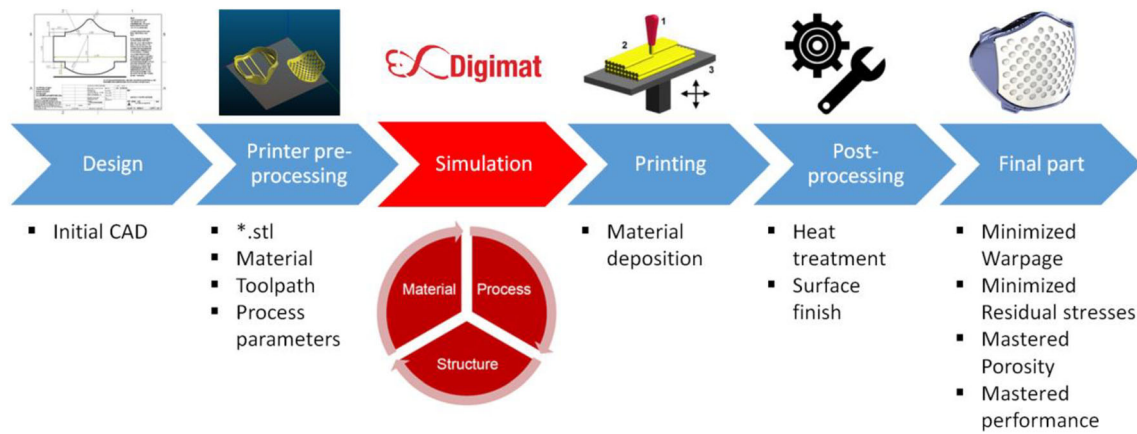 Digimat
1
2
3
Design
Printer pre-
processing
Simulation
Printing
Post-
processing
Final part
▪ Initial CAD
▪ *.stl
▪ Material
▪ Toolpath
▪ Process
parameters
Material
Process
Structure
▪ Material
deposition
▪ Heat
treatment
▪ Surface
finish
▪ Minimized
Warpage
▪ Minimized
Residual stresses
▪ Mastered
Porosity
▪ Mastered
performance